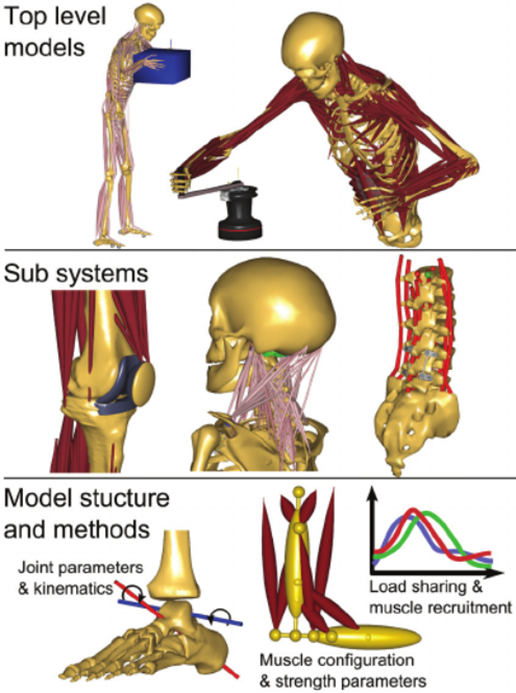 Top level
models
Sub systems
Model stucture
and methods
Joint parameters
& kinematics
Load sharing &
muscle recruitment
Muscle configuration
& strength parameters